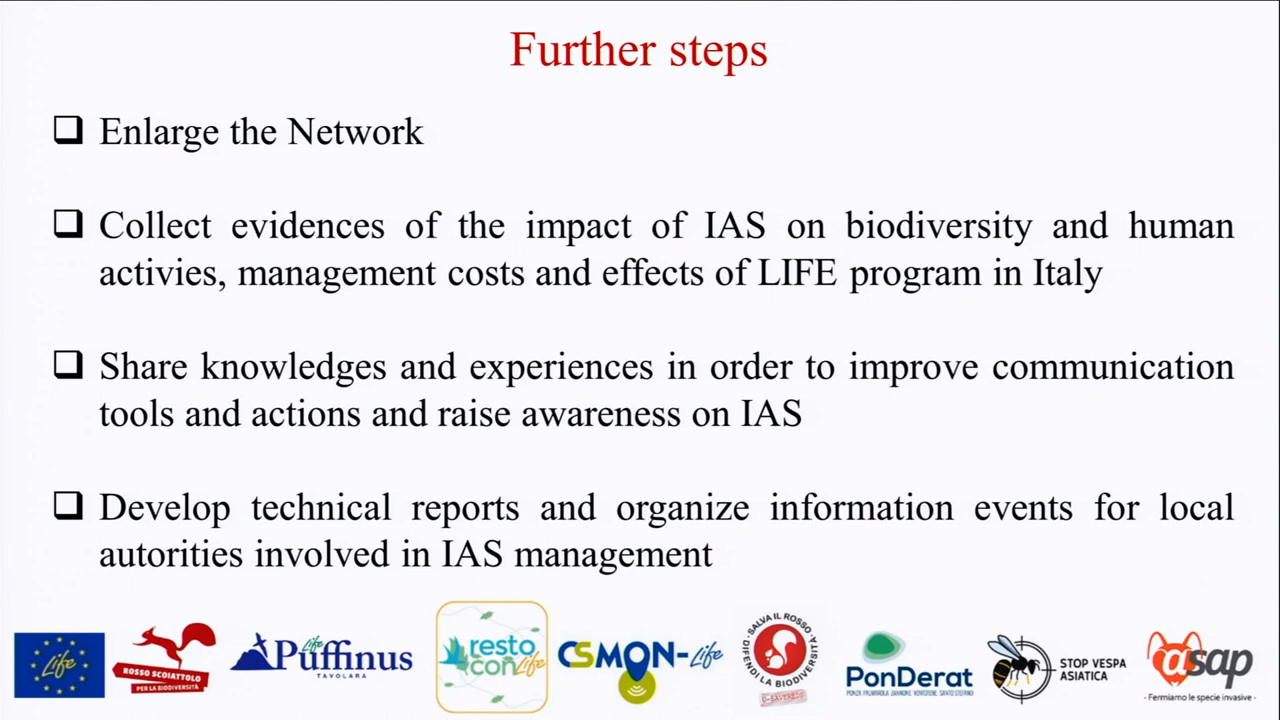 Further steps
Enlarge the Network
Collect evidences of the impact of IAS on biodiversity and human
activies, management costs and effects of LIFE program in Italy
Share knowledges and experiences in order to improve communication
tools and actions and raise awareness on IAS
Develop technical reports and organize information events for local
autorities involved in IAS management
Life
ROSSO SCOIATTOLO
PER LA BIODIVERSITÀ
Life
Puffinus
TAVOLARA
resto
con Life
CSMON-Life
SALVA IL ROSSO
DIFENDI LA BIODIVERSITÀ
U-SAVEREDS
PonDerat
STOP VESPA
ASIATICA
asap
- Fermiamo le specie invasive -